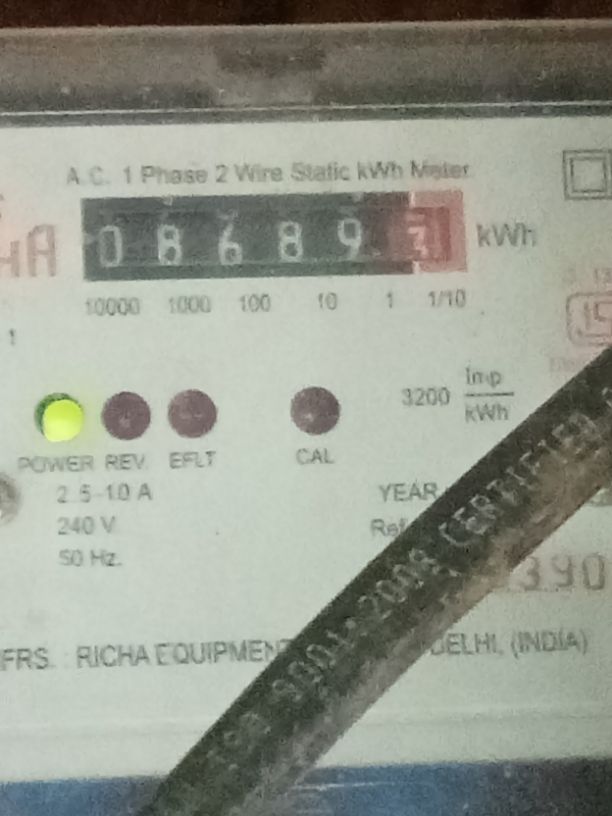 A.C. 1 Phase 2 Wire Static kWh Meter
0 8 6 8 9 3 kWh
10000 1000 100 10 1 1/10
1
3200 Imp/kWh
POWER REV. EFLT CAL
2.5-10 A
YEAR
240 V
50 Hz.
390
FRS. : RICHA EQUIPMEN DELHI, (INDIA)
9001:2008 CERTIFIED